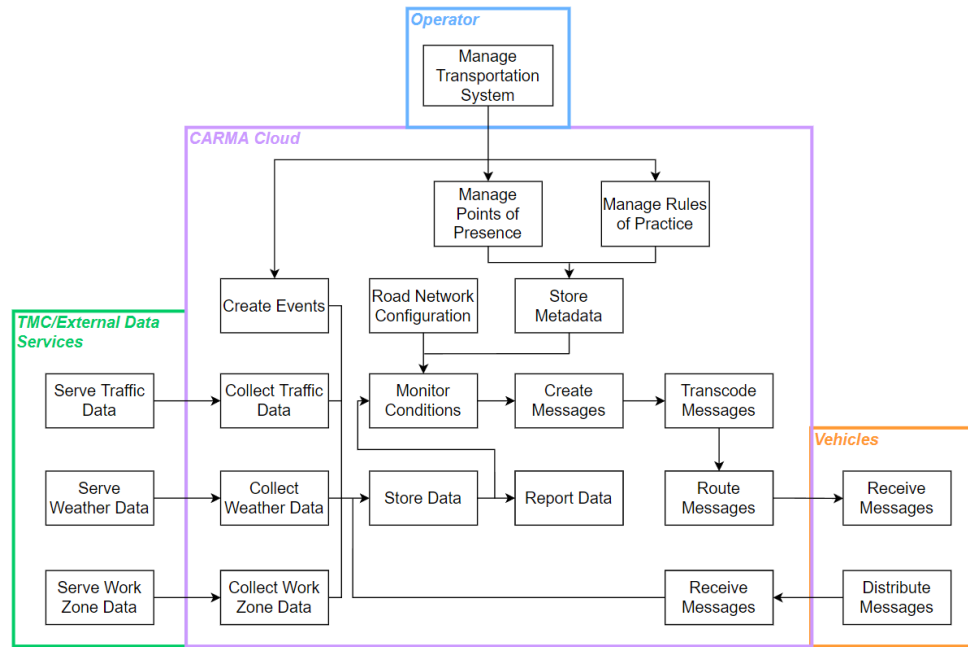 Operator
Manage
Transportation
System
CARMA Cloud
Manage
Points of
Presence
Manage Rules
of Practice
Create Events
Road Network
Configuration
Store
Metadata
TMC/External Data
Services
Serve Traffic
Data
Collect Traffic
Data
Monitor
Conditions
Create
Messages
Transcode
Messages
Vehicles
Serve
Weather Data
Collect
Weather Data
Store Data
Report Data
Route
Messages
Receive
Messages
Serve Work
Zone Data
Collect Work
Zone Data
Receive
Messages
Distribute
Messages